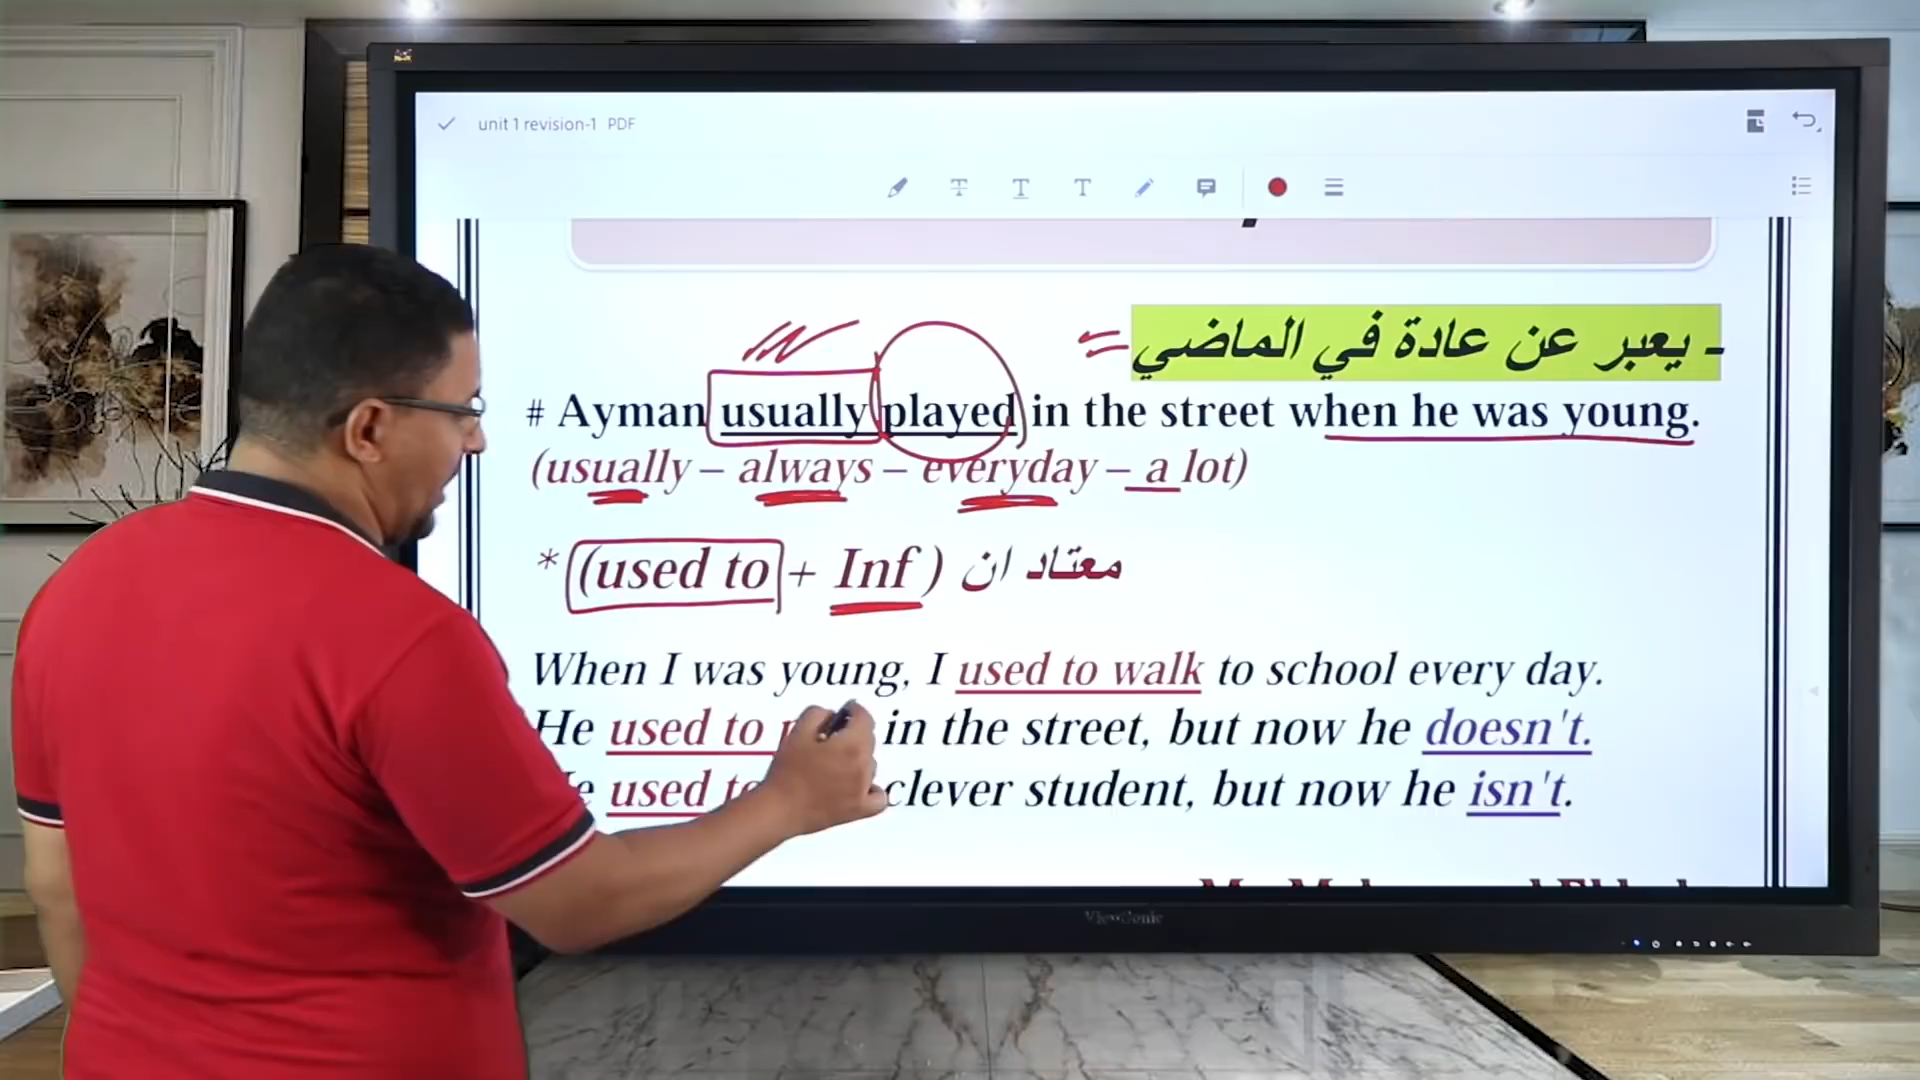 unit 1 revision-1 PDF
- يعبر عن عادة في الماضي
# Ayman usually played in the street when he was young.
(usually – always – everyday – a lot)
* (used to + Inf ) معتاد ان
When I was young, I used to walk to school every day.
He used to in the street, but now he doesn't.
used clever student, but now he isn't.
ViewSonic